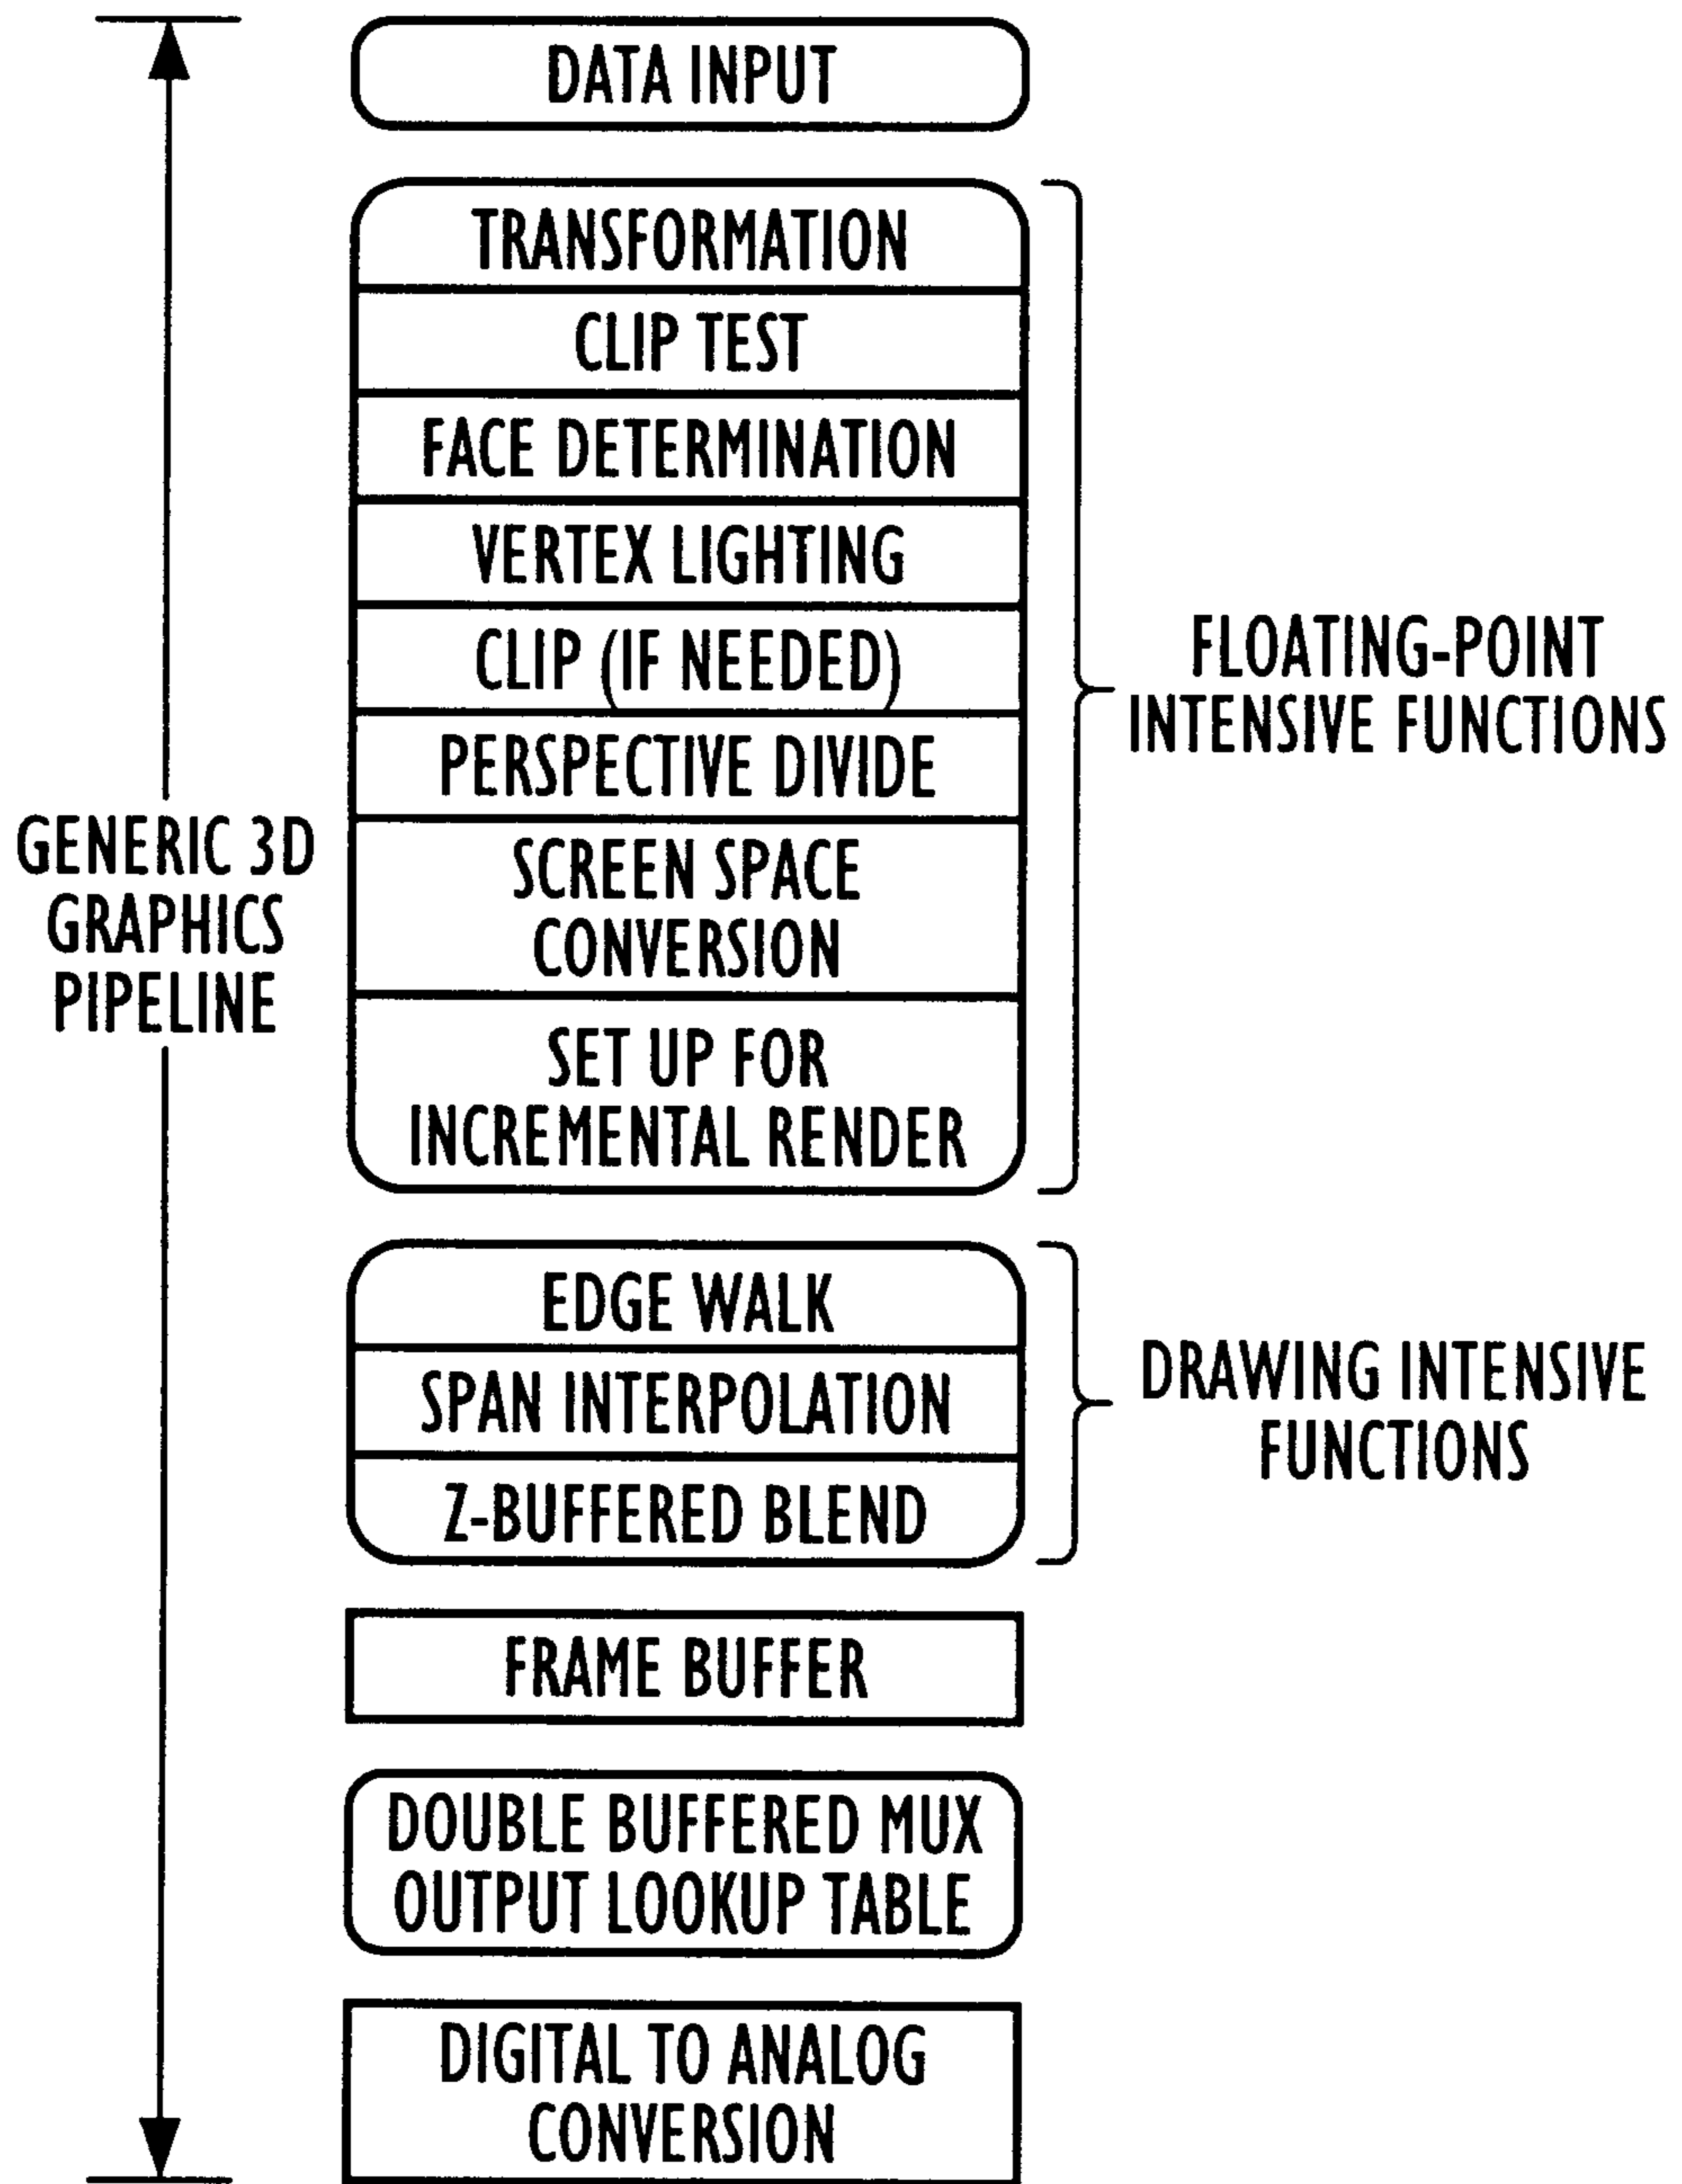 DATA INPUT
TRANSFORMATION
CLIP TEST
FACE DETERMINATION
VERTEX LIGHTING
CLIP (IF NEEDED)
PERSPECTIVE DIVIDE
SCREEN SPACE
CONVERSION
SET UP FOR
INCREMENTAL RENDER
FLOATING-POINT
INTENSIVE FUNCTIONS
GENERIC 3D
GRAPHICS
PIPELINE
EDGE WALK
SPAN INTERPOLATION
Z-BUFFERED BLEND
DRAWING INTENSIVE
FUNCTIONS
FRAME BUFFER
DOUBLE BUFFERED MUX
OUTPUT LOOKUP TABLE
DIGITAL TO ANALOG
CONVERSION